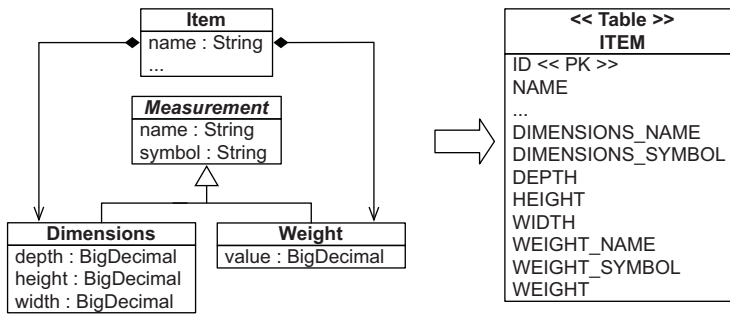 Item
name : String
...
Measurement
name : String
symbol : String
Dimensions
depth : BigDecimal
height : BigDecimal
width : BigDecimal
Weight
value : BigDecimal
<< Table >>
ITEM
ID << PK >>
NAME
...
DIMENSIONS_NAME
DIMENSIONS_SYMBOL
DEPTH
HEIGHT
WIDTH
WEIGHT_NAME
WEIGHT_SYMBOL
WEIGHT